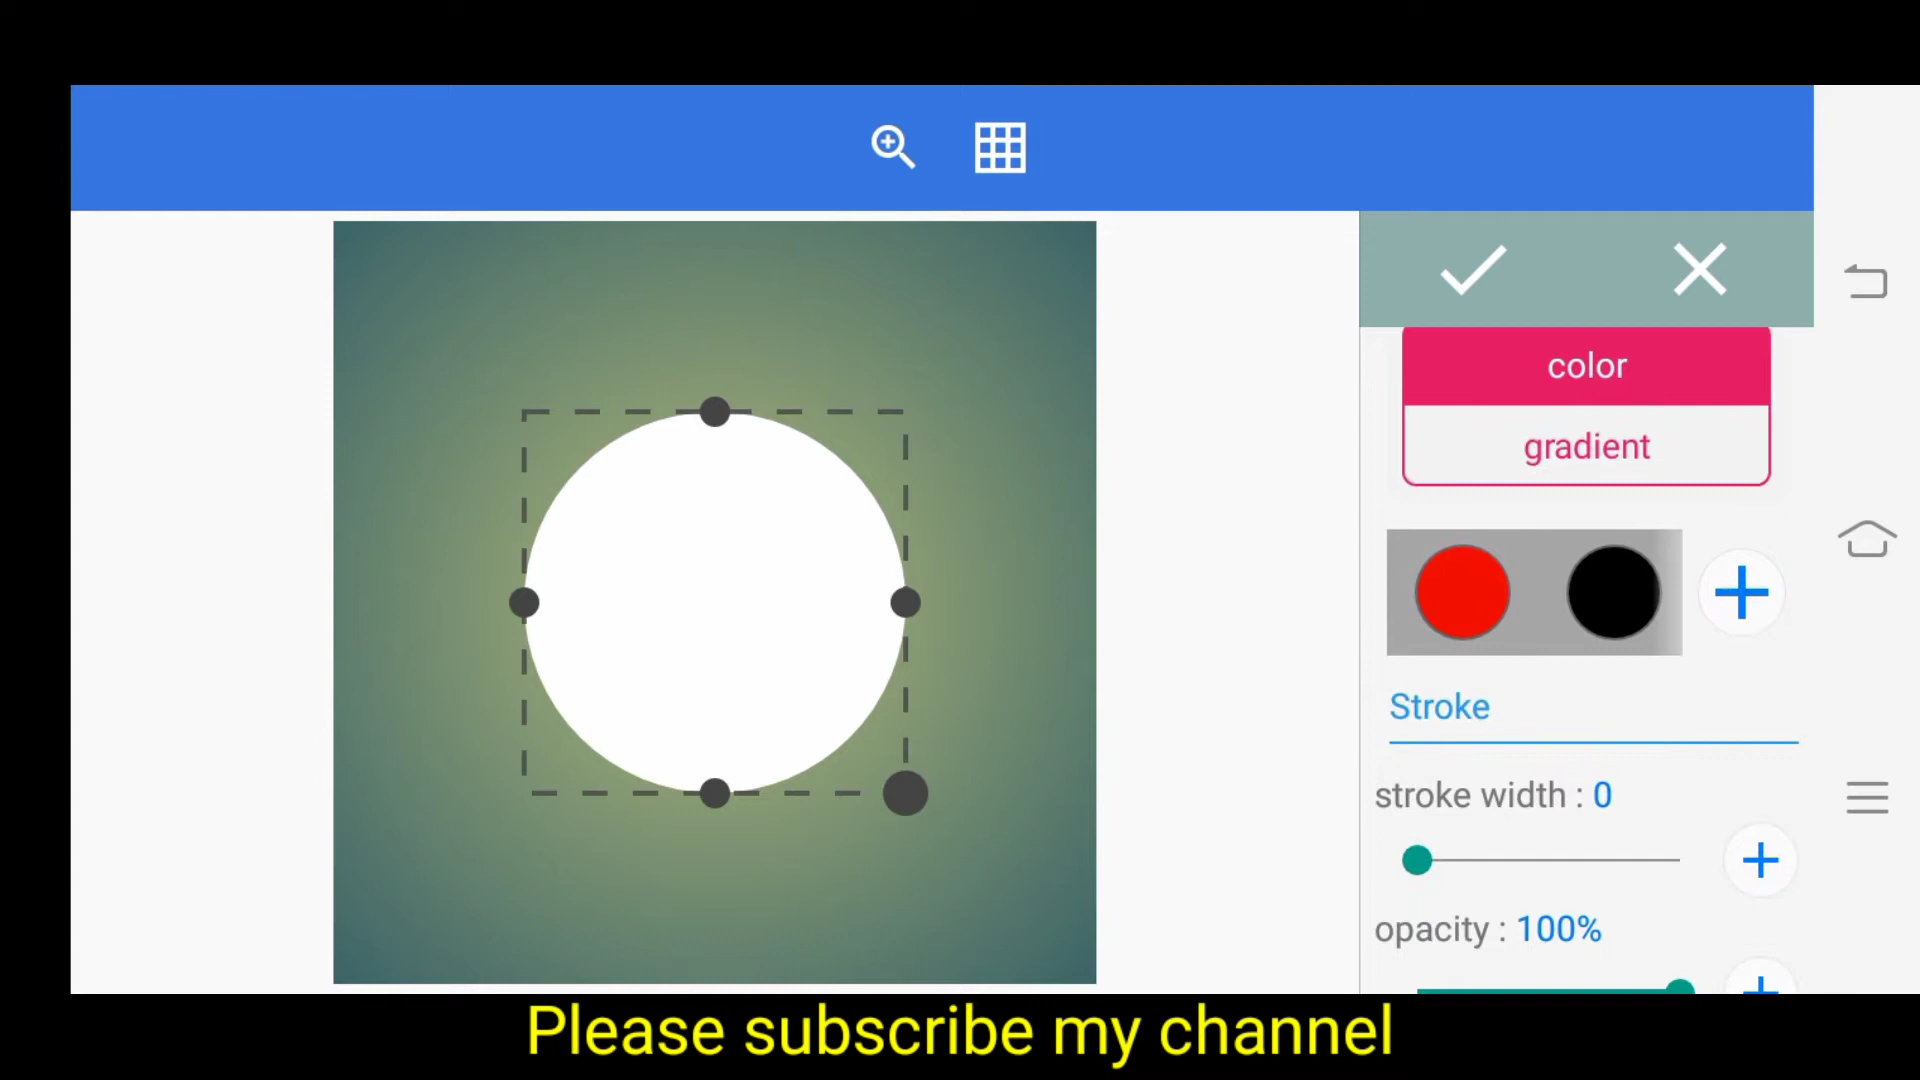 color
gradient
Stroke
stroke width : 0
opacity : 100%
Please subscribe my channel